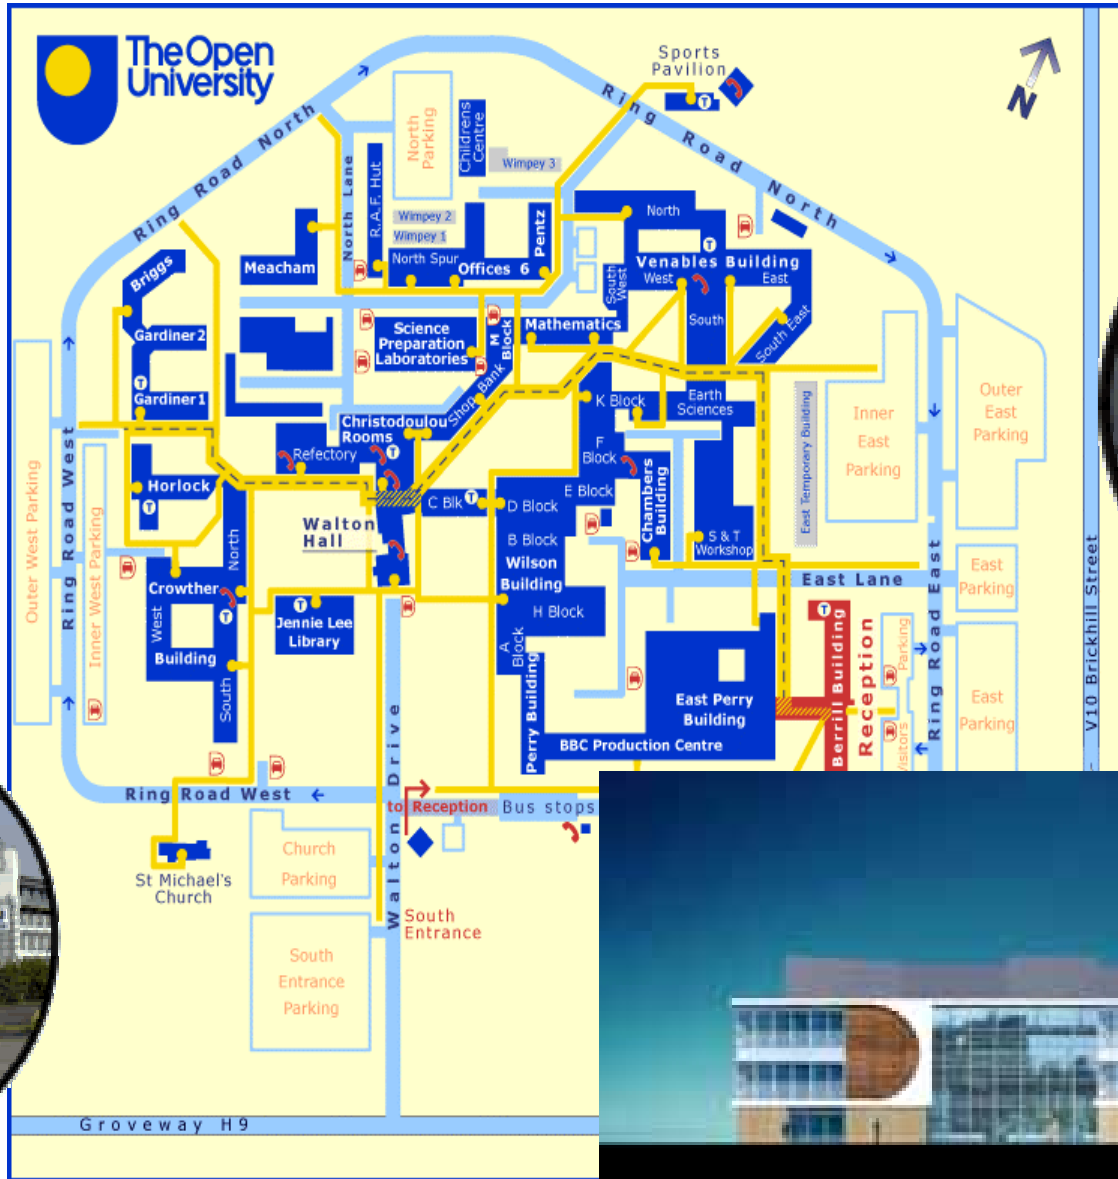 The Open
University
Sports
Pavilion
N
Ring Road North
Ring Road North
North
Parking
Childrens
Centre
Wimpey 3
Wimpey 2
Wimpey 1
North Lane
R.A.F. Hut
Meacham
North Spur
Offices 6
Pentz
North
Venables Building
West
East
South
West
South
South East
Briggs
Gardiner 2
Gardiner 1
Science
Preparation
Laboratories
M
Block
Mathematics
Shop
Bank
Christodoulou
Rooms
Refectory
K Block
Earth
Sciences
F
Block
E Block
D Block
C Blk
B Block
Wilson
Building
H Block
A
Block
Chambers
Building
S & T
Workshop
East Temporary Building
Inner
East
Parking
Outer
East
Parking
East
Parking
East Lane
Ring Road East
V10 Brickhill Street
Outer West Parking
Ring Road West
Inner West Parking
Horlock
Walton
Hall
North
Crowther
West
Building
South
T
Jennie Lee
Library
Perry Building
East Perry
Building
BBC Production Centre
Berrill Building
Reception
Parking
Visitors
East
Parking
Ring Road West
Walton Drive
to Reception
Bus stops
Church
Parking
St Michael's
Church
South
Entrance
South
Entrance
Parking
Groveway H9